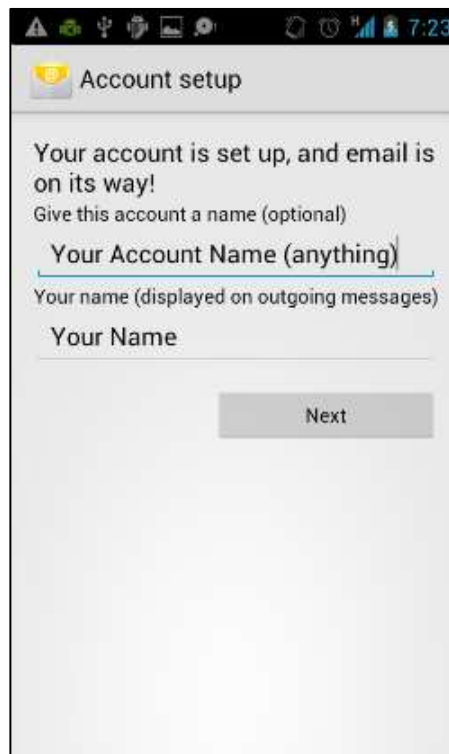 H 7:23
Account setup
Your account is set up, and email is
on its way!
Give this account a name (optional)
Your Account Name (anything)
Your name (displayed on outgoing messages)
Your Name
Next